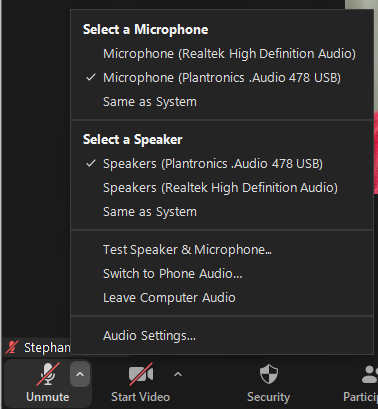 Select a Microphone
Microphone (Realtek High Definition Audio)
Microphone (Plantronics .Audio 478 USB)
Same as System
Select a Speaker
Speakers (Plantronics .Audio 478 USB)
Speakers (Realtek High Definition Audio)
Same as System
Test Speaker & Microphone...
Switch to Phone Audio...
Leave Computer Audio
Audio Settings...
Stephan
Unmute Start Video Security Particip